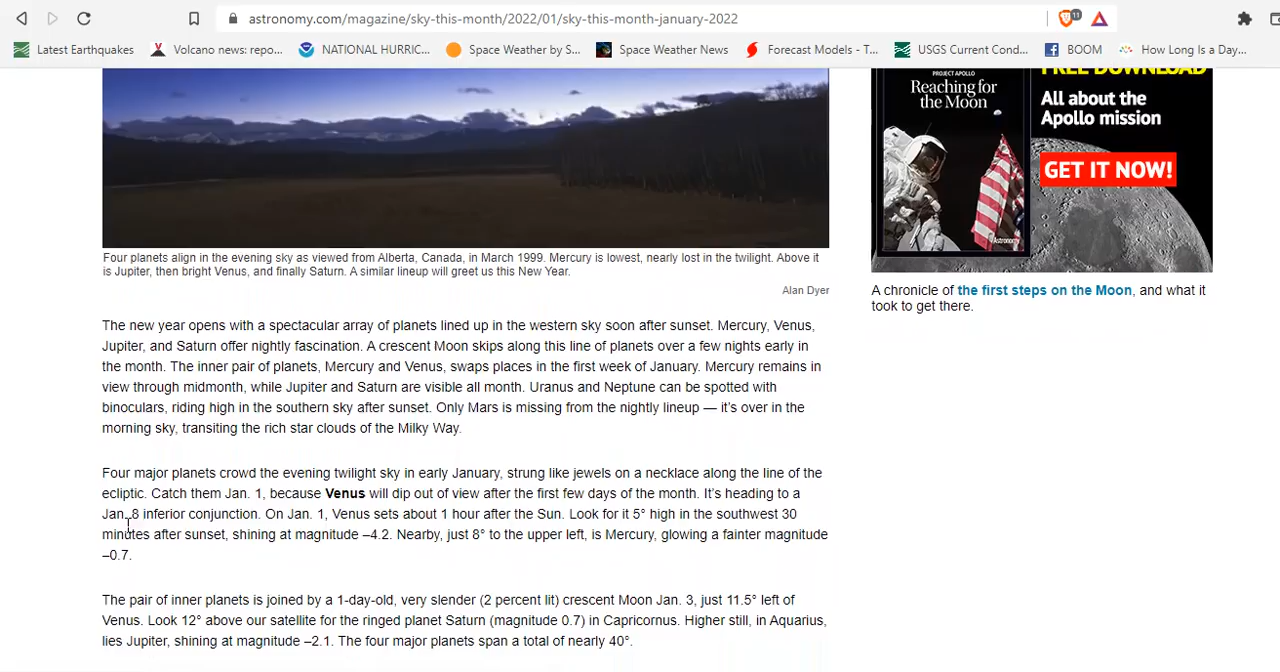 astronomy.com/magazine/sky-this-month/2022/01/sky-this-month-january-2022
11
Latest Earthquakes
Volcano news: repo...
NATIONAL HURRIC...
Space Weather by S...
Space Weather News
Forecast Models - T...
USGS Current Cond...
BOOM
How Long Is a Day...
PROJECT APOLLO
Reaching for
the Moon
Astronomy
FREE DOWNLOAD
All about the
Apollo mission
GET IT NOW!
A chronicle of the first steps on the Moon, and what it
took to get there.
Four planets align in the evening sky as viewed from Alberta, Canada, in March 1999. Mercury is lowest, nearly lost in the twilight. Above it
is Jupiter, then bright Venus, and finally Saturn. A similar lineup will greet us this New Year.
Alan Dyer
The new year opens with a spectacular array of planets lined up in the western sky soon after sunset. Mercury, Venus,
Jupiter, and Saturn offer nightly fascination. A crescent Moon skips along this line of planets over a few nights early in
the month. The inner pair of planets, Mercury and Venus, swaps places in the first week of January. Mercury remains in
view through midmonth, while Jupiter and Saturn are visible all month. Uranus and Neptune can be spotted with
binoculars, riding high in the southern sky after sunset. Only Mars is missing from the nightly lineup — it's over in the
morning sky, transiting the rich star clouds of the Milky Way.
Four major planets crowd the evening twilight sky in early January, strung like jewels on a necklace along the line of the
ecliptic. Catch them Jan. 1, because Venus will dip out of view after the first few days of the month. It's heading to a
Jan. 8 inferior conjunction. On Jan. 1, Venus sets about 1 hour after the Sun. Look for it 5° high in the southwest 30
minutes after sunset, shining at magnitude –4.2. Nearby, just 8° to the upper left, is Mercury, glowing a fainter magnitude
–0.7.
The pair of inner planets is joined by a 1-day-old, very slender (2 percent lit) crescent Moon Jan. 3, just 11.5° left of
Venus. Look 12° above our satellite for the ringed planet Saturn (magnitude 0.7) in Capricornus. Higher still, in Aquarius,
lies Jupiter, shining at magnitude –2.1. The four major planets span a total of nearly 40°.